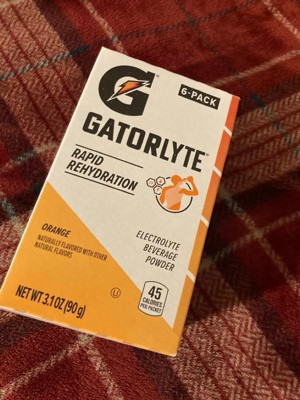 G
6-PACK
GATORLYTE
RAPID
REHYDRATION
ORANGE
NATURALLY FLAVORED WITH OTHER
NATURAL FLAVORS
ELECTROLYTE
BEVERAGE
POWDER
NET WT 3.1 OZ (90g)
U
45
CALORIES
PER PACKET